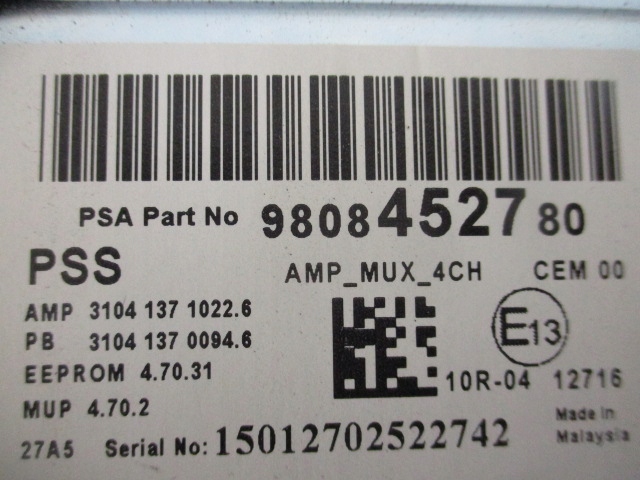 PSA Part No 9808452780
PSS AMP_MUX_4CH CEM 00
AMP 3104 137 1022.6
PB 3104 137 0094.6
E13
EEPROM 4.70.31
10R-04 12716
MUP 4.70.2
Made in
Malaysia
27A5 Serial No: 15012702522742